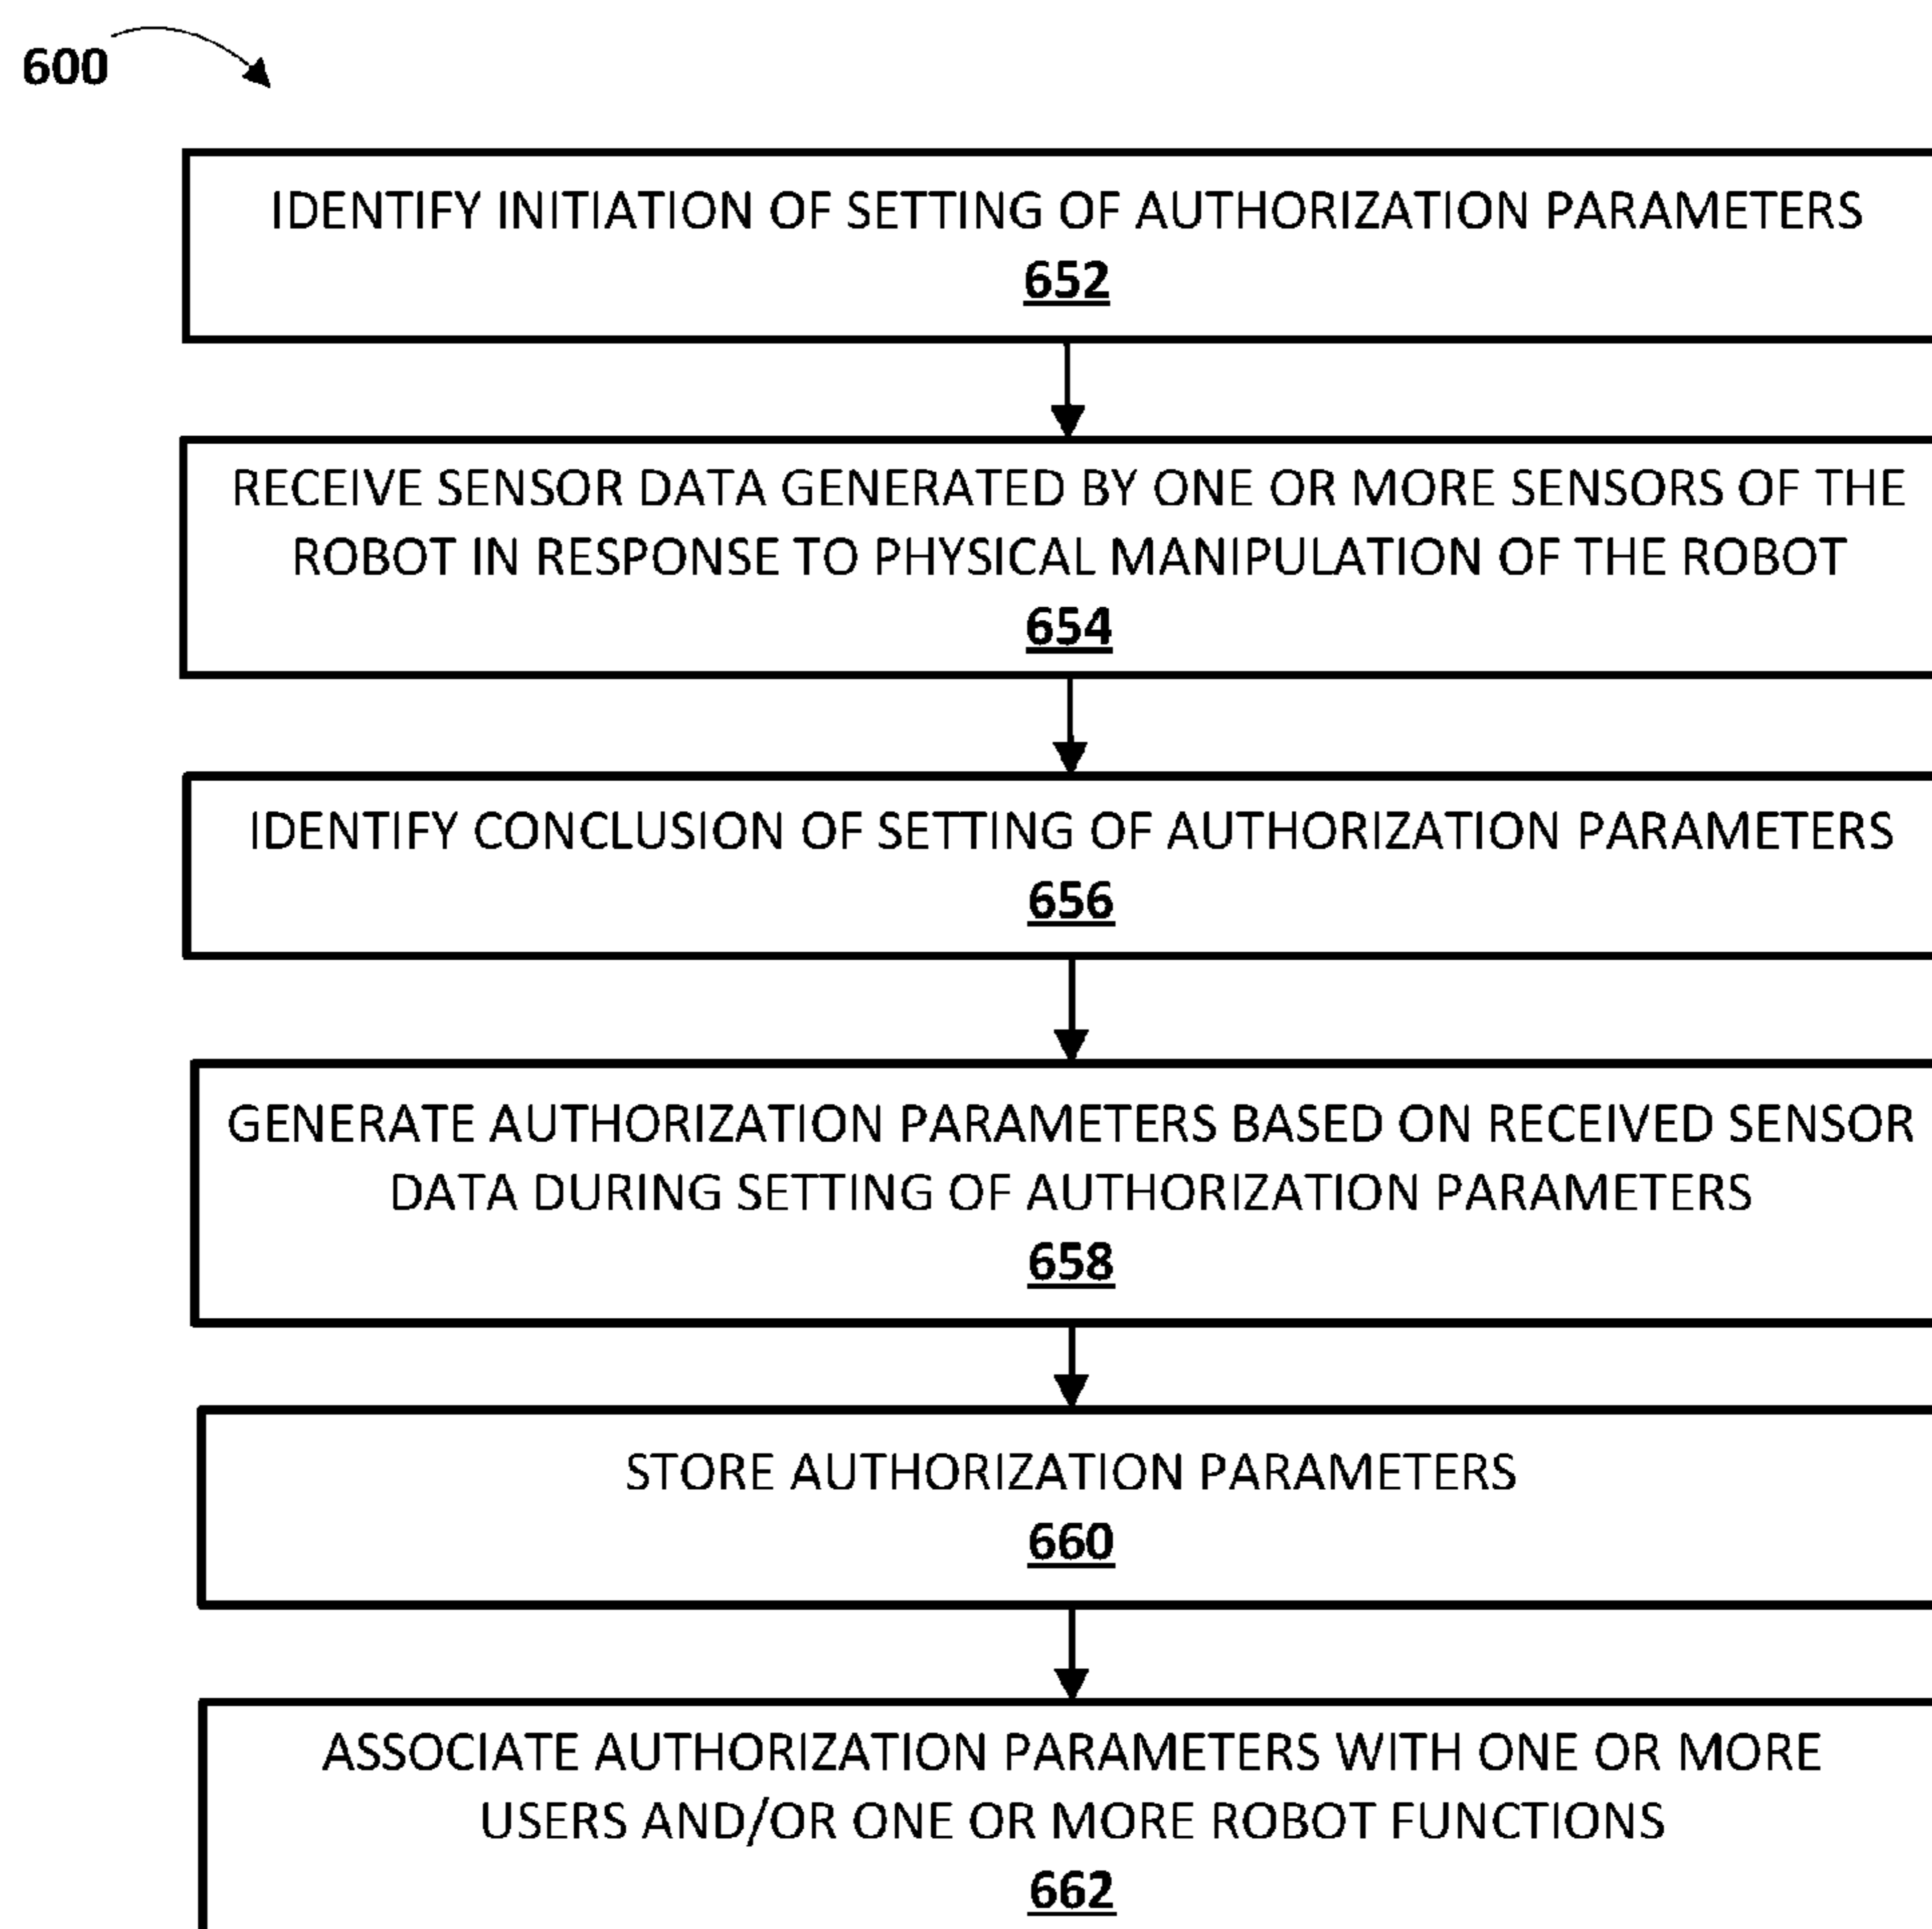 600
IDENTIFY INITIATION OF SETTING OF AUTHORIZATION PARAMETERS
652
RECEIVE SENSOR DATA GENERATED BY ONE OR MORE SENSORS OF THE
ROBOT IN RESPONSE TO PHYSICAL MANIPULATION OF THE ROBOT
654
IDENTIFY CONCLUSION OF SETTING OF AUTHORIZATION PARAMETERS
656
GENERATE AUTHORIZATION PARAMETERS BASED ON RECEIVED SENSOR
DATA DURING SETTING OF AUTHORIZATION PARAMETERS
658
STORE AUTHORIZATION PARAMETERS
660
ASSOCIATE AUTHORIZATION PARAMETERS WITH ONE OR MORE
USERS AND/OR ONE OR MORE ROBOT FUNCTIONS
662